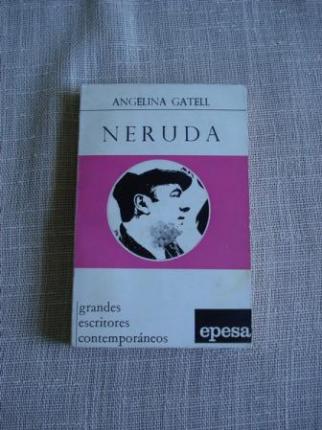 ANGELINA GATELL
NERUDA
grandes
escritores
contemporáneos
epesa